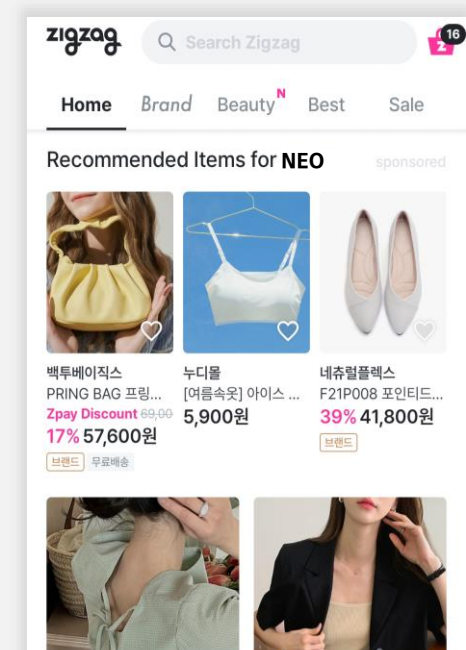 zigzag
Search Zigzag
16
z
Home Brand Beauty N Best Sale
Recommended Items for NEO sponsored
백투베이직스
PRING BAG 프링...
Zpay Discount 69,00
17% 57,600원
브랜드 무료배송
누디몰
[여름속옷] 아이스 ...
5,900원
네츄럴플렉스
F21P008 포인티드...
39% 41,800원
브랜드